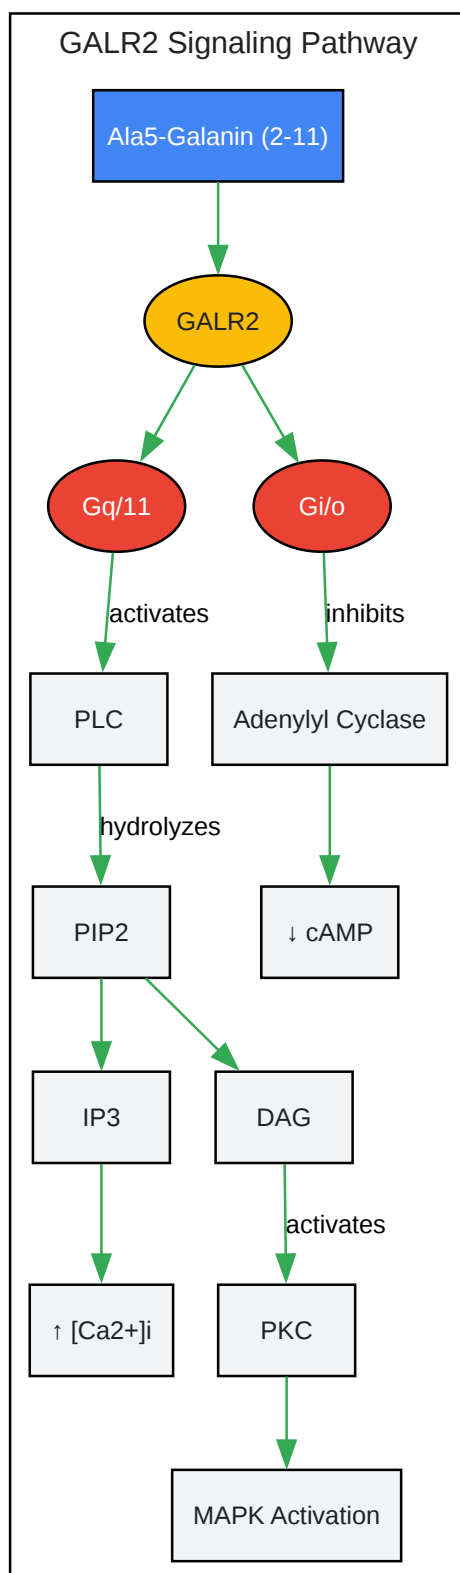 GALR2 Signaling Pathway
Ala5-Galanin (2-11)
GALR2
Gq/11
Gi/o
activates
inhibits
PLC
Adenylyl Cyclase
hydrolyzes
PIP2
↓ cAMP
IP3
DAG
activates
↑ [Ca2+]i
PKC
MAPK Activation